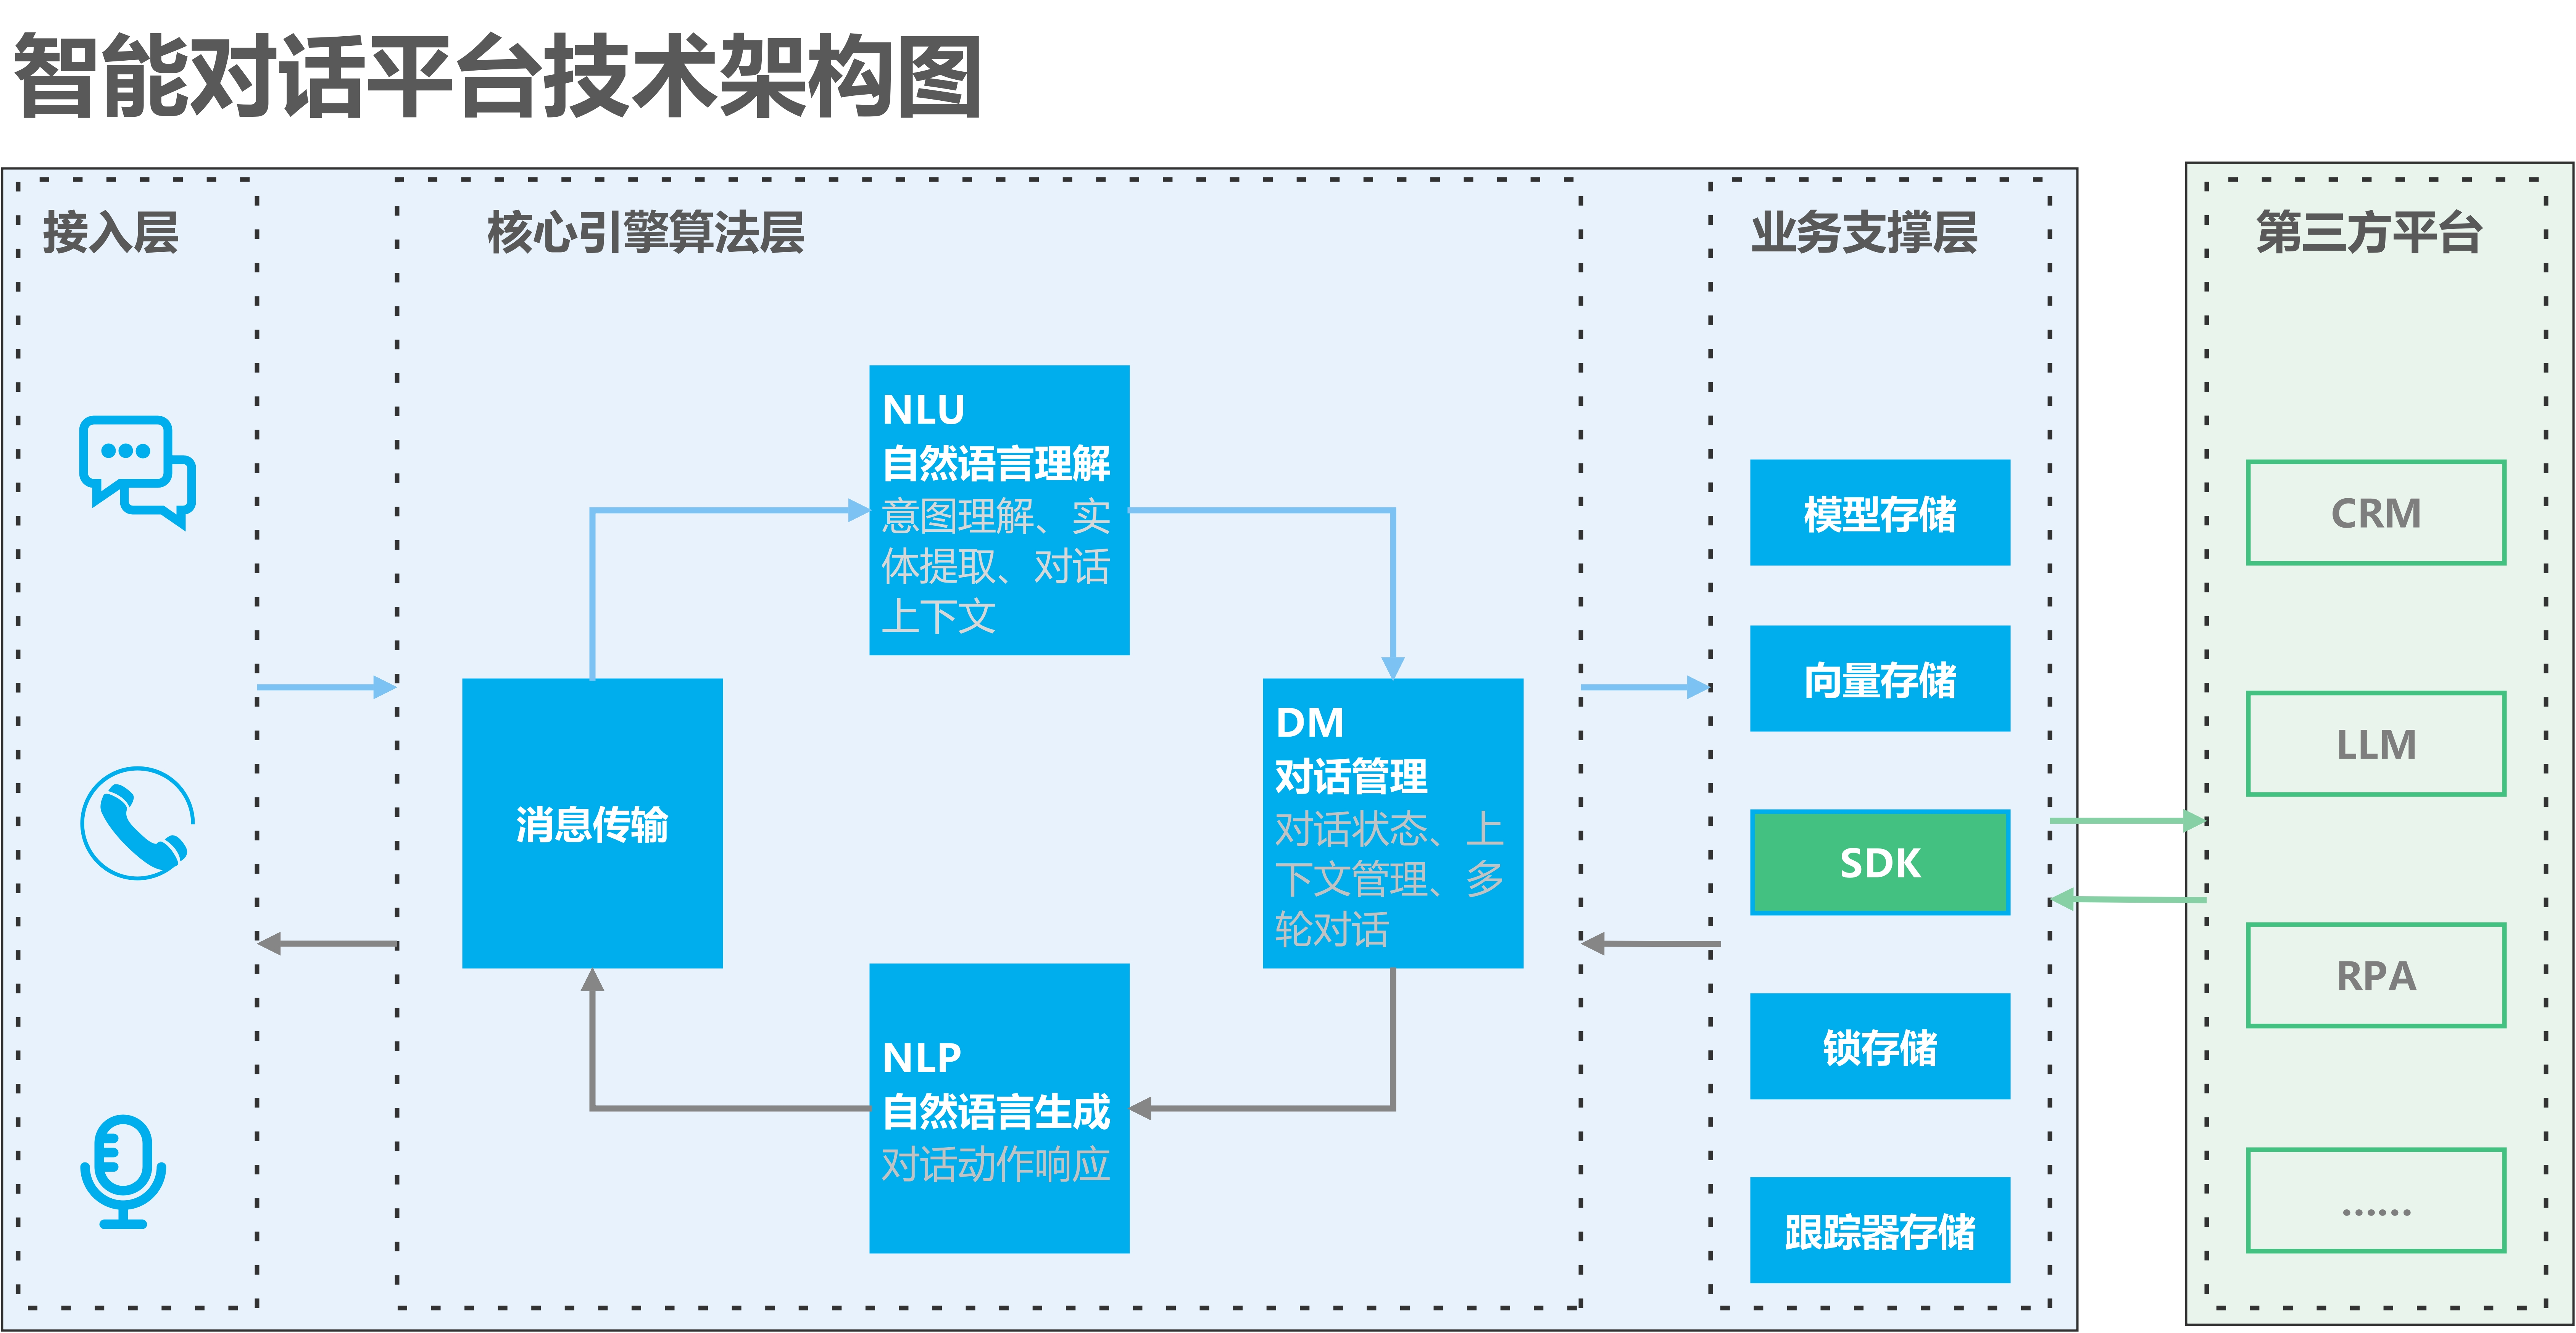 智能对话平台技术架构图
接入层
核心引擎算法层
业务支撑层
第三方平台
NLU
自然语言理解
意图理解、实
体提取、对话
上下文
消息传输
DM
对话管理
对话状态、上
下文管理、多
轮对话
NLP
自然语言生成
对话动作响应
模型存储
向量存储
SDK
锁存储
跟踪器存储
CRM
LLM
RPA
……